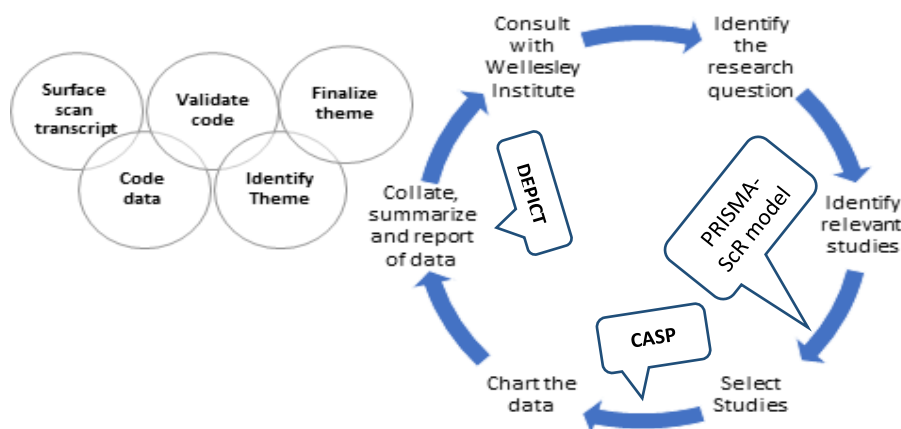 Surface
scan
transcript
Validate
code
Finalize
theme
Code
data
Identify
Theme
Consult
with
Wellesley
Institute
Identify
the
research
question
Identify
relevant
studies
Select
Studies
Chart the
data
Collate,
summarize
and report
of data
DEPICT
PRISMA-
ScR model
CASP